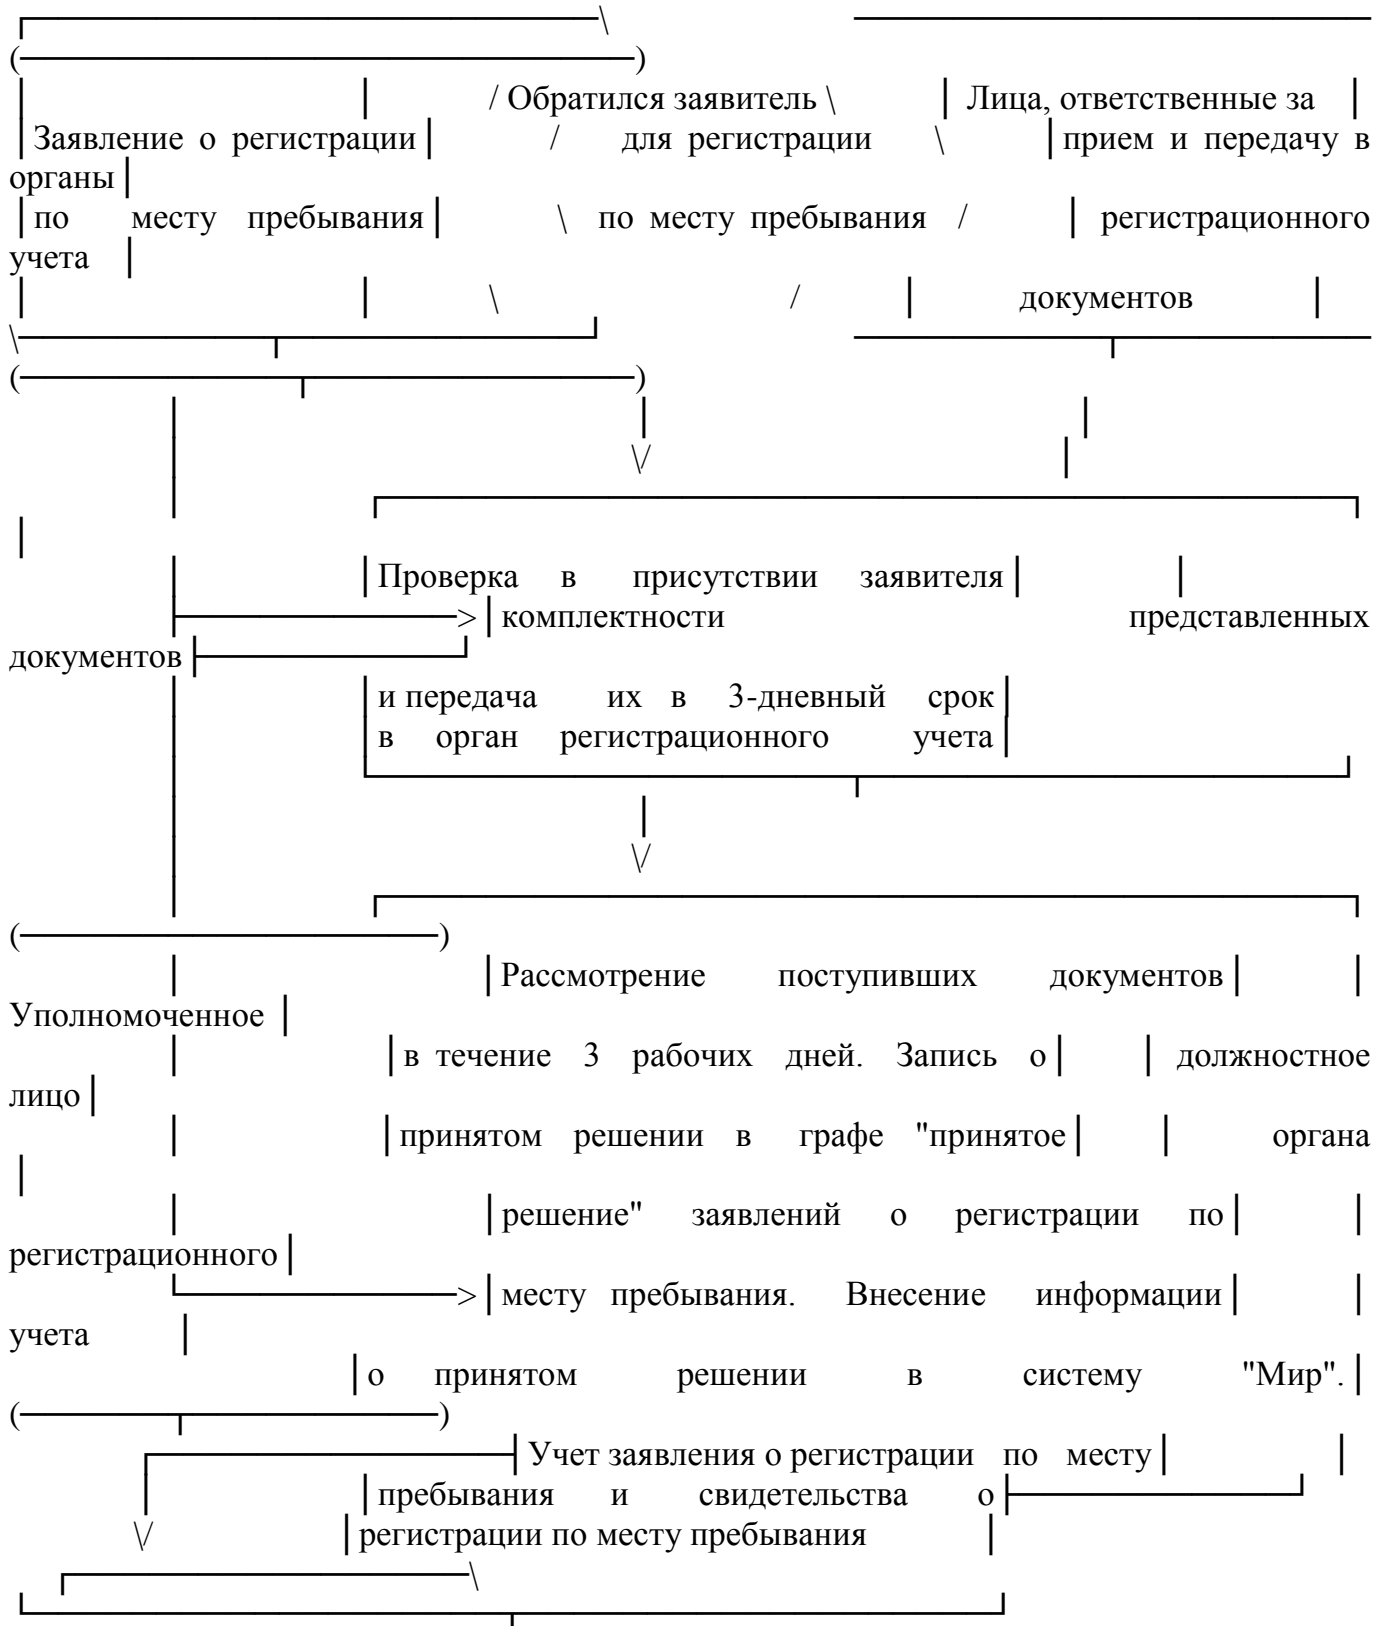 Обратился заявитель Лица, ответственные за
Заявление о регистрации для регистрации прием и передачу в
органы
по месту пребывания по месту пребывания регистрационного
учета
документов
Проверка в присутствии заявителя
комплектности представленных
документов
и передача их в 3-дневный срок
в орган регистрационного учета
Рассмотрение поступивших документов
Уполномоченное
в течение 3 рабочих дней. Запись о должностное
лицо
принятом решении в графе "принятое органа
решение" заявлений о регистрации по
регистрационного
месту пребывания. Внесение информации
учета
о принятом решении в систему "Мир".
Учет заявления о регистрации по месту
пребывания и свидетельства о
регистрации по месту пребывания